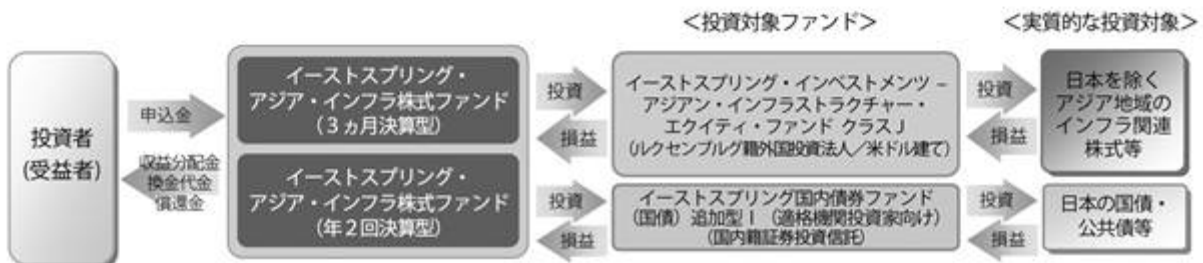 ＜投資対象ファンド＞
＜実質的な投資対象＞
投資者
(受益者)
申込金
収益分配金
換金代金
償還金
イーストスプリング・
アジア・インフラ株式ファンド
(３ヵ月決算型)
イーストスプリング・
アジア・インフラ株式ファンド
(年２回決算型)
投資
損益
投資
損益
イーストスプリング・インベストメンツ －
アジアン・インフラストラクチャー・
エクイティ・ファンド クラスＪ
(ルクセンブルグ籍外国投資法人／米ドル建て)
イーストスプリング国内債券ファンド
(国債) 追加型Ⅰ (適格機関投資家向け)
(国内籍証券投資信託)
投資
損益
投資
損益
日本を除く
アジア地域の
インフラ関連
株式等
日本の国債・
公共債等